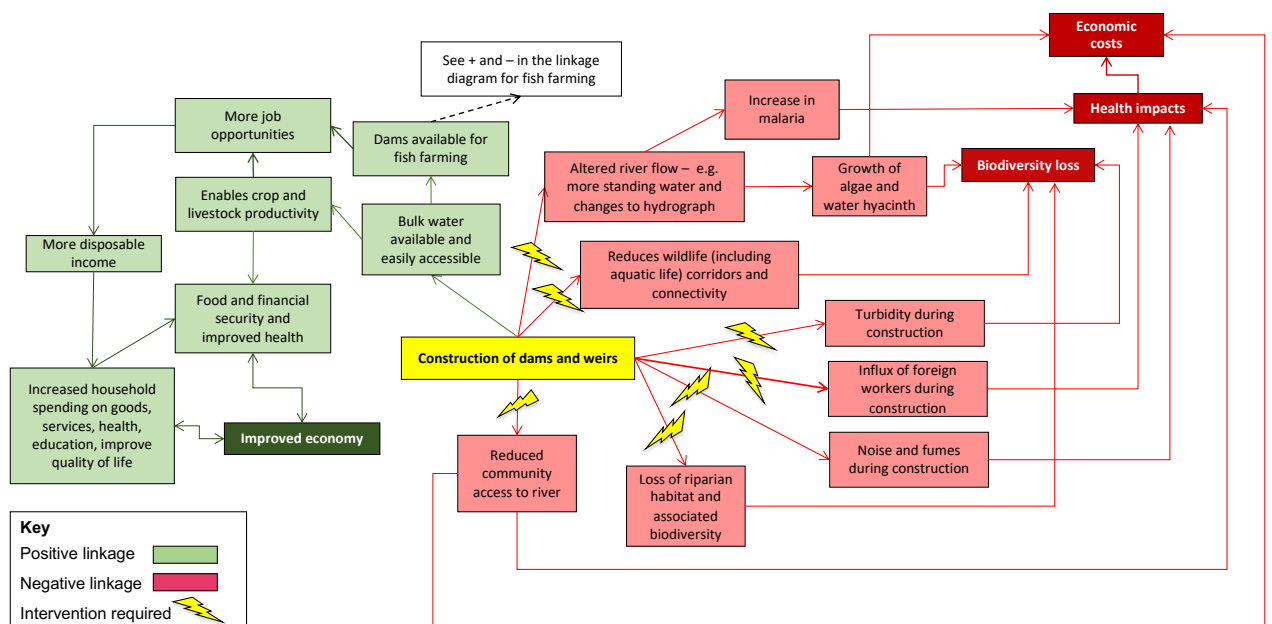 Economic
costs
See + and – in the linkage
diagram for fish farming
Increase in
malaria
Health impacts
More job
opportunities
Dams available for
fish farming
Altered river flow – e.g.
more standing water and
changes to hydrograph
Growth of
algae and
water hyacinth
Biodiversity loss
Enables crop and
livestock productivity
Bulk water
available and
easily accessible
More disposable
income
Reduces wildlife (including
aquatic life) corridors and
connectivity
Food and financial
security and
improved health
Turbidity during
construction
Construction of dams and weirs
Influx of foreign
workers during
construction
Increased household
spending on goods,
services, health,
education, improve
quality of life
Improved economy
Reduced
community
access to river
Noise and fumes
during construction
Loss of riparian
habitat and
associated
biodiversity
Key
Positive linkage
Negative linkage
Intervention required